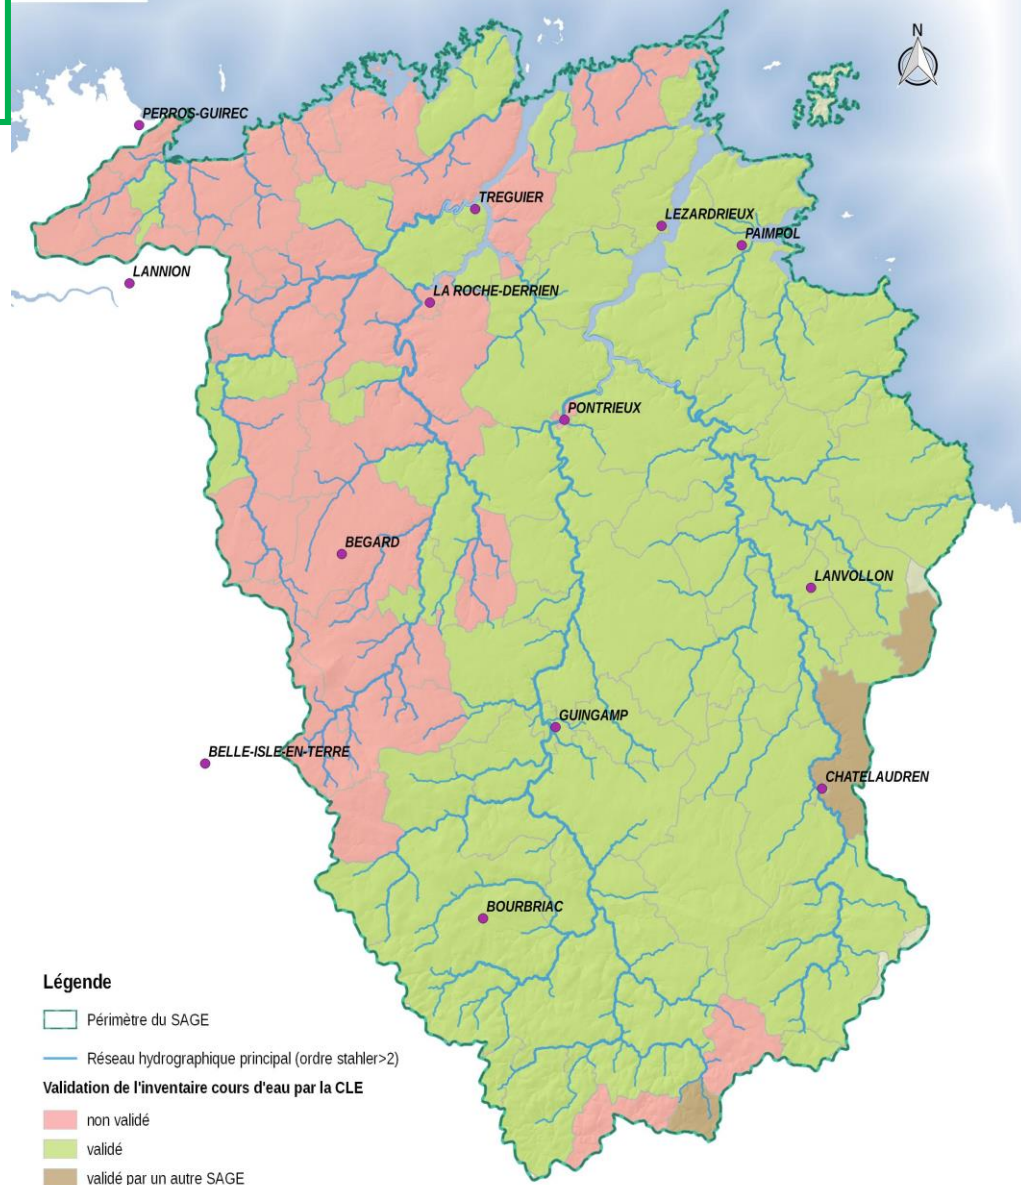 N
PERROS-GUIREC
TREGUIER
LEZARDRIEUX
PAIMPOL
LANNION
LA ROCHE-DERRIEN
PONTRIEUX
BEGARD
LANVOLLON
GUINGAMP
BELLE-ISLE-EN-TERRE
CHATELAUDREN
BOURBRIAC
Légende
Périmètre du SAGE
Réseau hydrographique principal (ordre stahler>2)
Validation de l'inventaire cours d'eau par la CLE
non validé
validé
validé par un autre SAGE